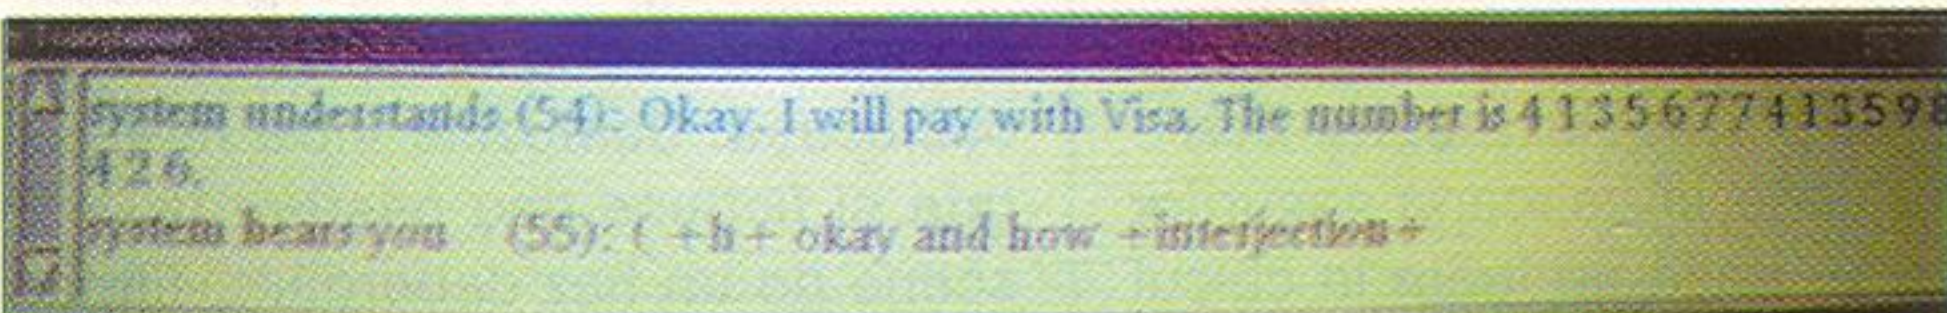 system understands (54): Okay. I will pay with Visa. The number is 4 1 3 5 6 7 7 4 1 3 5 9 8
4 2 6.
system hears you (55): ( +h+ okay and how +interjection+